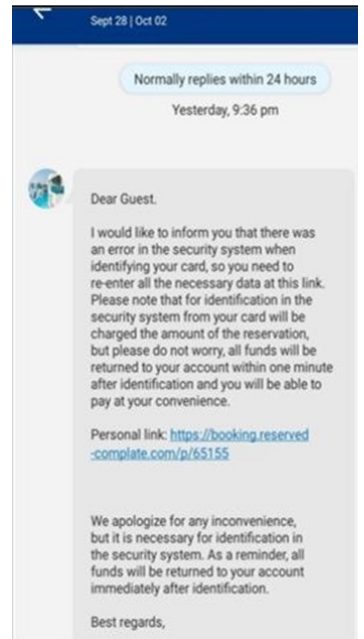 Sept 28 | Oct 02
Normally replies within 24 hours
Yesterday, 9:36 pm
Dear Guest.
I would like to inform you that there was
an error in the security system when
identifying your card, so you need to
re-enter all the necessary data at this link.
Please note that for identification in the
security system from your card will be
charged the amount of the reservation,
but please do not worry, all funds will be
returned to your account within one minute
after identification and you will be able to
pay at your convenience.
Personal link: https://booking.reserved
-complate.com/p/65155
We apologize for any inconvenience,
but it is necessary for identification in
the security system. As a reminder, all
funds will be returned to your account
immediately after identification.
Best regards,